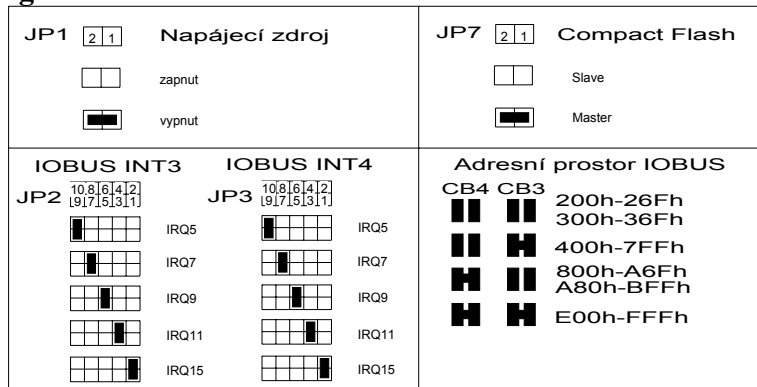 JP1 2 1 Napájecí zdroj
zapnut
vypnut
JP7 2 1 Compact Flash
Slave
Master
IOBUS INT3
JP2 10 8 6 4 2
9 7 5 3 1
IRQ5
IRQ7
IRQ9
IRQ11
IRQ15
IOBUS INT4
JP3 10 8 6 4 2
9 7 5 3 1
IRQ5
IRQ7
IRQ9
IRQ11
IRQ15
Adresní prostor IOBUS
CB4 CB3
200h-26Fh
300h-36Fh
400h-7FFh
800h-A6Fh
A80h-BFFh
E00h-FFFh